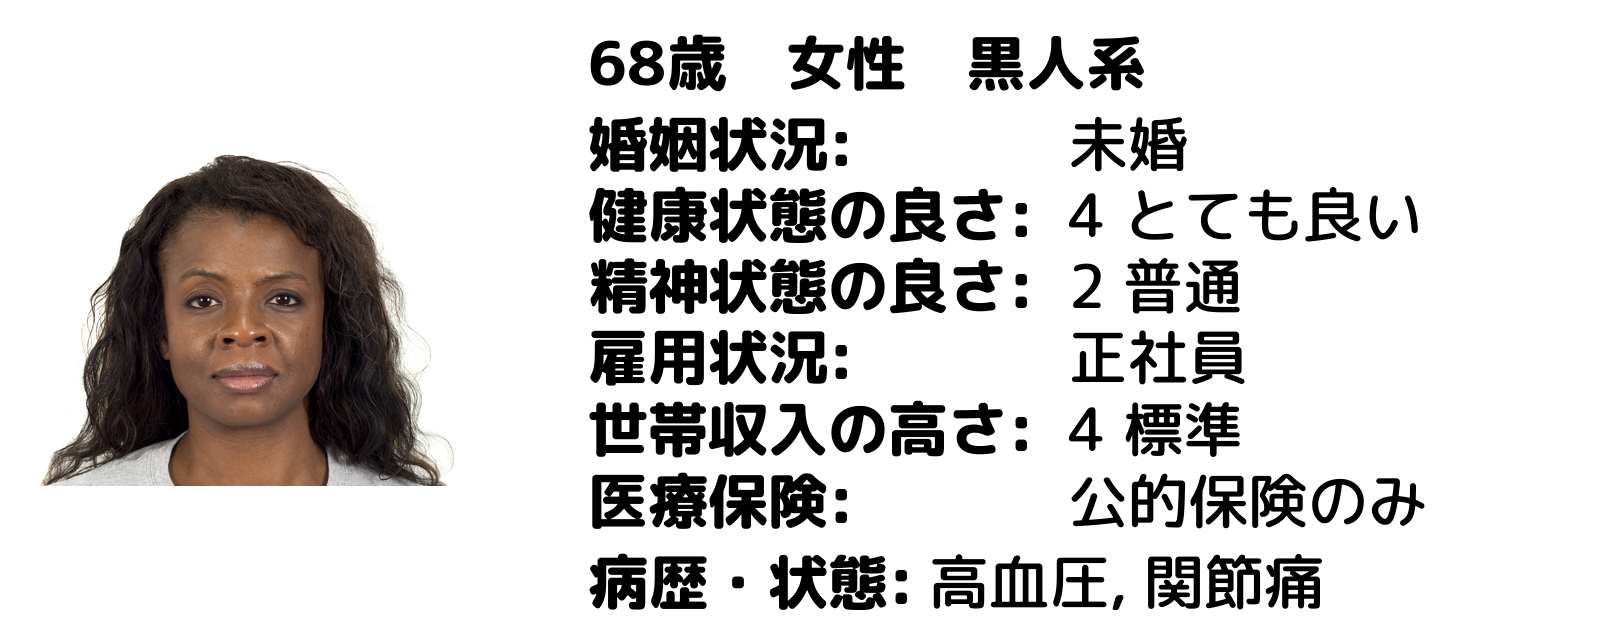 68歳　女性　黒人系
婚姻状況:　未婚
健康状態の良さ:　4 とても良い
精神状態の良さ:　2 普通
雇用状況:　正社員
世帯収入の高さ:　4 標準
医療保険:　公的保険のみ
病歴・状態: 高血圧, 関節痛